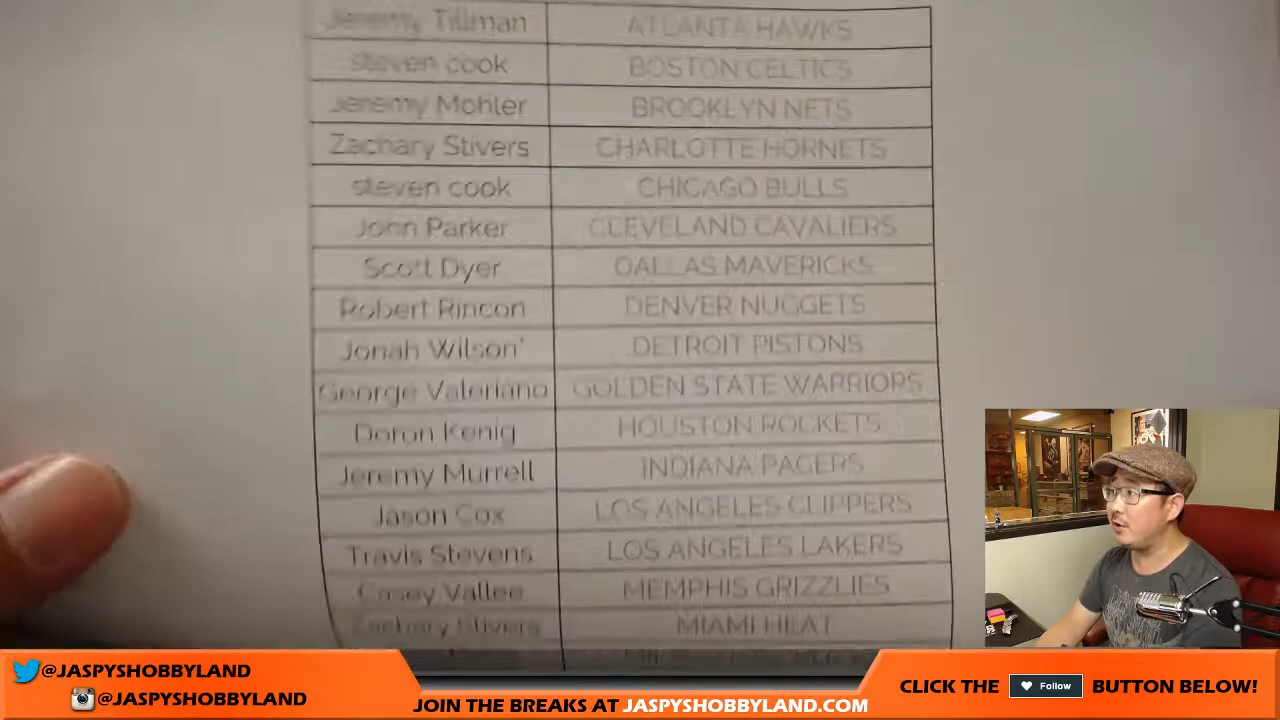 Jeremy Tillman ATLANTA HAWKS
steven cook BOSTON CELTICS
Jeremy Mohler BROOKLYN NETS
Zachary Stivers CHARLOTTE HORNETS
steven cook CHICAGO BULLS
John Parker CLEVELAND CAVALIERS
Scott Dyer DALLAS MAVERICKS
Robert Rincon DENVER NUGGETS
Jonah Wilson' DETROIT PISTONS
George Valeriano GOLDEN STATE WARRIORS
Doron Kenig HOUSTON ROCKETS
Jeremy Murrell INDIANA PACERS
Jason Cox LOS ANGELES CLIPPERS
Travis Stevens LOS ANGELES LAKERS
Casey Vallee MEMPHIS GRIZZLIES
Zachary Stivers MIAMI HEAT
@JASPYSHOBBYLAND
@JASPYSHOBBYLAND
JOIN THE BREAKS AT JASPYSHOBBYLAND.COM
CLICK THE Follow BUTTON BELOW!